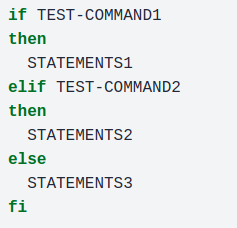 if TEST-COMMAND1
then
  STATEMENTS1
elif TEST-COMMAND2
then
  STATEMENTS2
else
  STATEMENTS3
fi